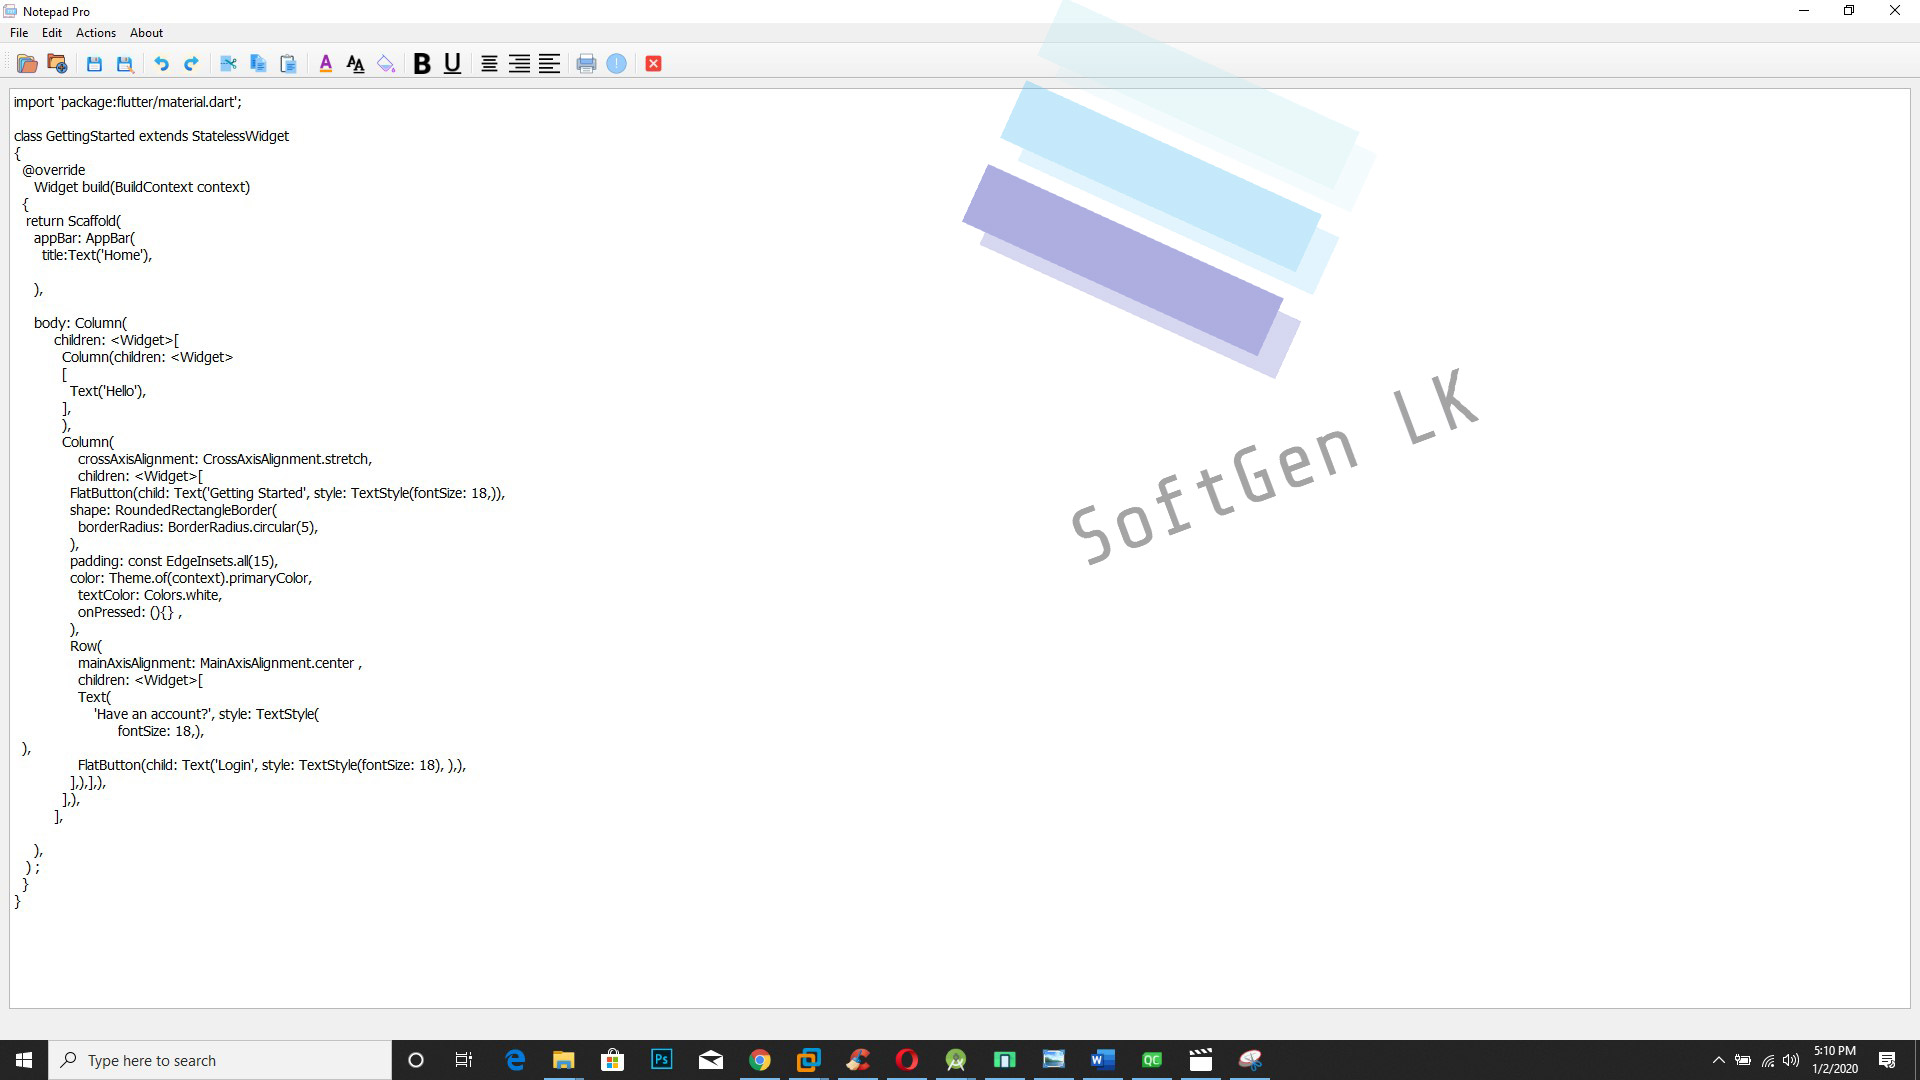 Notepad Pro
File Edit Actions About
import 'package:flutter/material.dart';
class GettingStarted extends StatelessWidget
{
@override
Widget build(BuildContext context)
{
return Scaffold(
appBar: AppBar(
title:Text('Home'),
),
body: Column(
children: <Widget>[
Column(children: <Widget>
[
Text('Hello'),
],
),
Column(
crossAxisAlignment: CrossAxisAlignment.stretch,
children: <Widget>[
FlatButton(child: Text('Getting Started', style: TextStyle(fontSize: 18,)),
shape: RoundedRectangleBorder(
borderRadius: BorderRadius.circular(5),
),
padding: const EdgeInsets.all(15),
color: Theme.of(context).primaryColor,
textColor: Colors.white,
onPressed: (){} ,
),
Row(
mainAxisAlignment: MainAxisAlignment.center ,
children: <Widget>[
Text(
'Have an account?', style: TextStyle(
fontSize: 18,),
),
FlatButton(child: Text('Login', style: TextStyle(fontSize: 18), ),),
],),],),
],),
],
),
) ;
}
}
SoftGen LK
Type here to search
Ps
QC
5:10 PM
1/2/2020